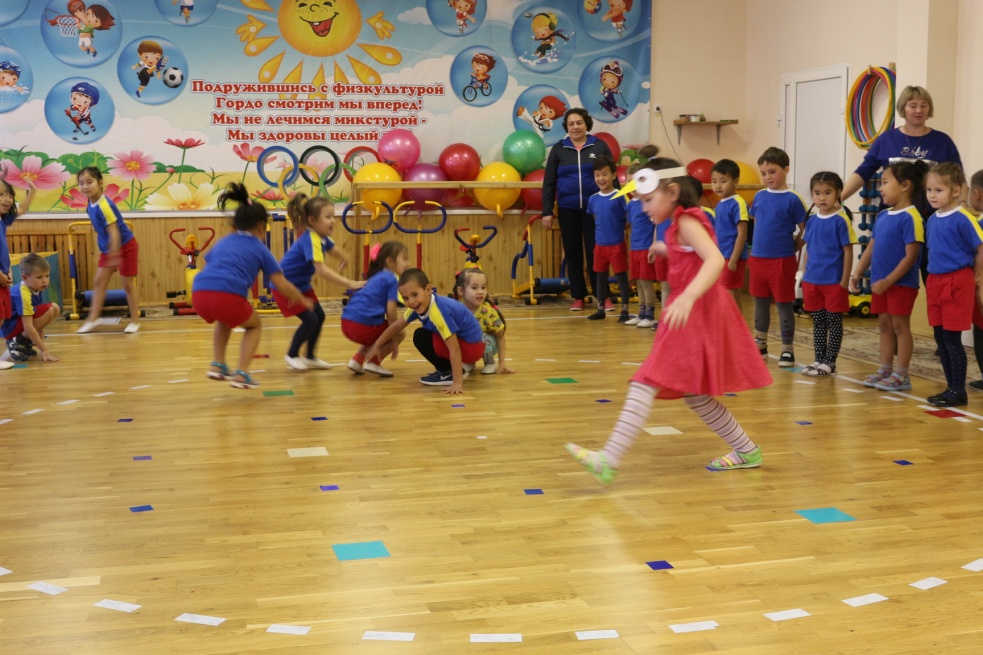 Подружившись с физкультурой
Гордо смотрим мы вперед!
Мы не лечимся микстурой -
Мы здоровы целый